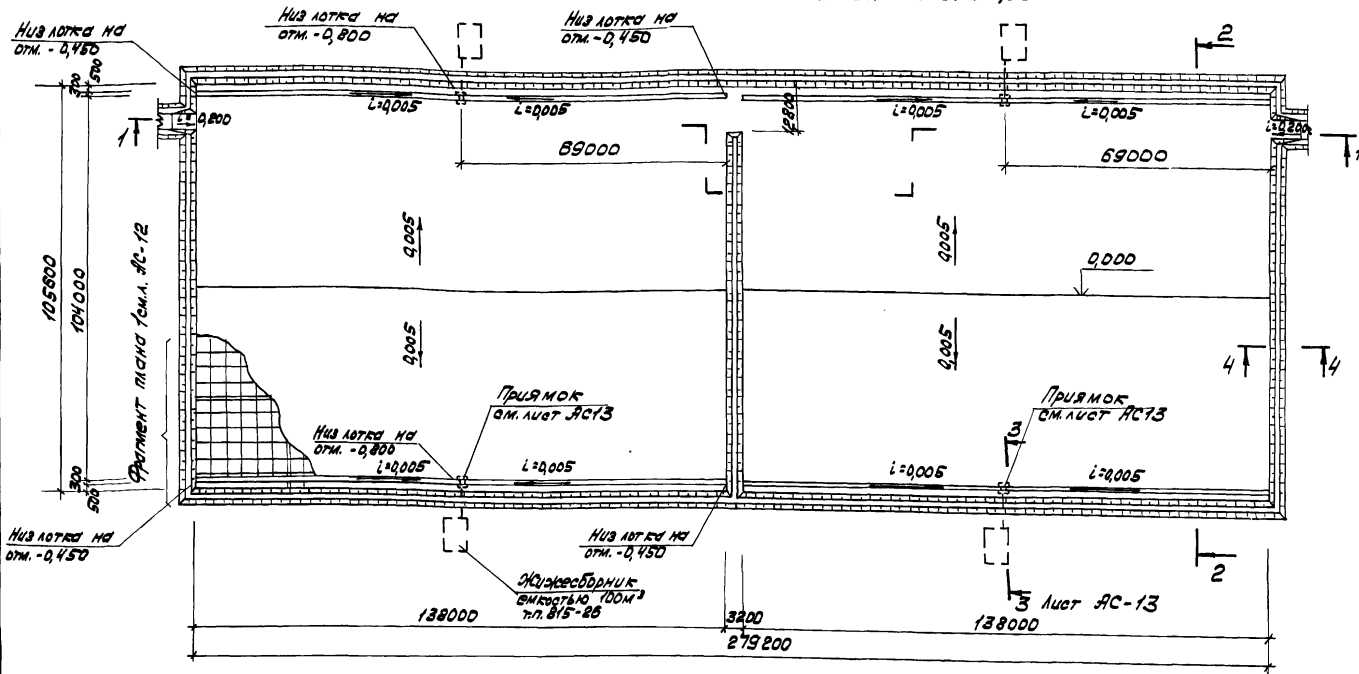 Низ лотка на
отм. -0,450
Низ лотка на
отм. -0,800
Низ лотка на
отм. -0,450
2
500
300
i=0,005
i=0,005
i=0,005
i=0,005
i=
0,200
i=0,200
1
1
12800
69000
69000
0,005
0,005
0,000
105600
104000
Фрагмент плана 1 см.л. АС-12
0,005
0,005
4
4
Приямок
см. лист АС13
Приямок
см. лист АС13
3
Низ лотка на
отм. -0,800
i=0,005
i=0,005
i=0,005
i=0,005
300
500
Низ лотка на
отм. -0,450
Низ лотка на
отм. -0,450
Жижесборник
емкостью 100м³
т.п. 815-26
2
3 Лист АС-13
138000
3200
138000
279200